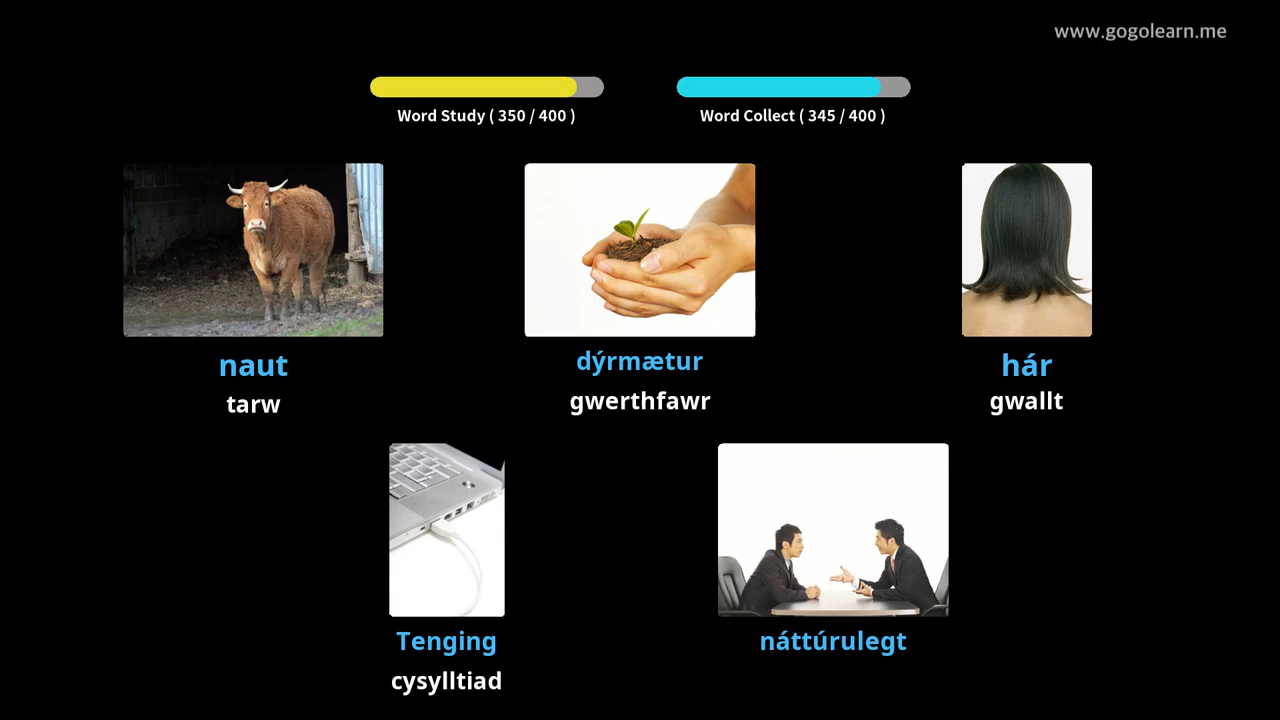 www.gogolearn.me
Word Study ( 350 / 400 )
Word Collect ( 345 / 400 )
naut
tarw
dýrmætur
gwerthfawr
hár
gwallt
Tenging
cysylltiad
náttúrulegt